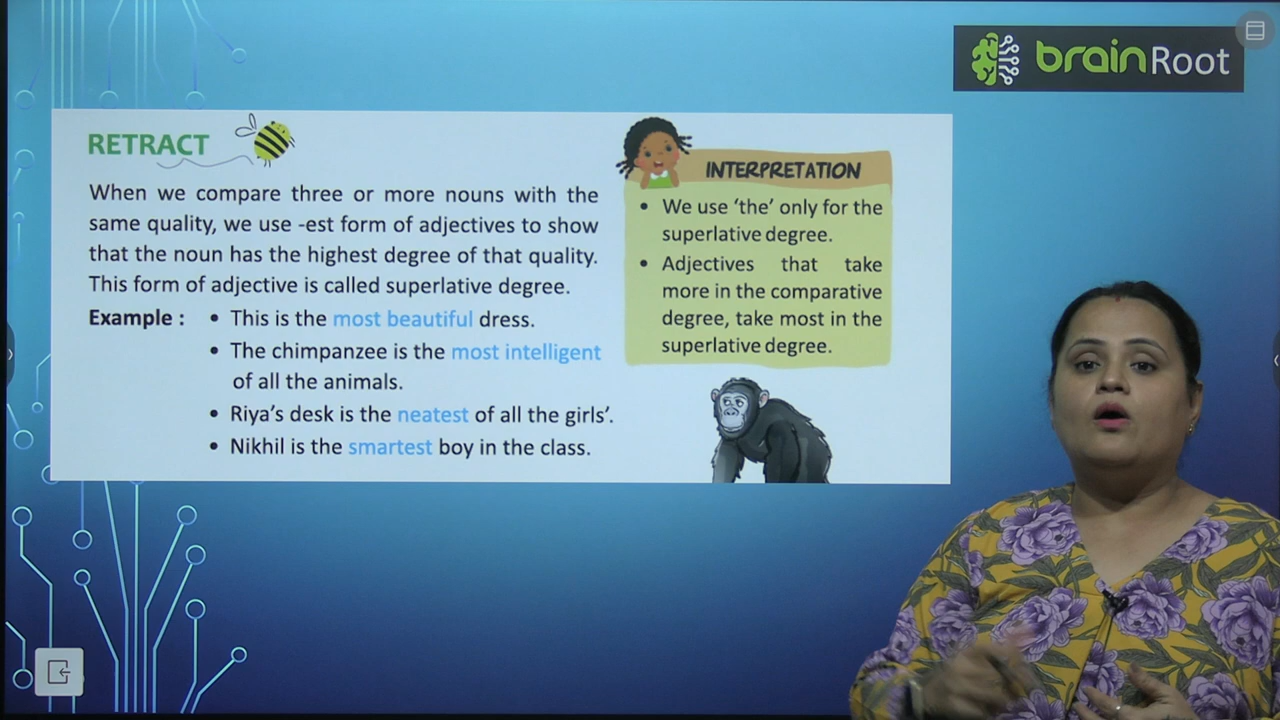 brainRoot
RETRACT
When we compare three or more nouns with the
same quality, we use -est form of adjectives to show
that the noun has the highest degree of that quality.
This form of adjective is called superlative degree.
Example : • This is the most beautiful dress.
• The chimpanzee is the most intelligent
of all the animals.
• Riya's desk is the neatest of all the girls'.
• Nikhil is the smartest boy in the class.
INTERPRETATION
• We use 'the' only for the
superlative degree.
• Adjectives that take
more in the comparative
degree, take most in the
superlative degree.